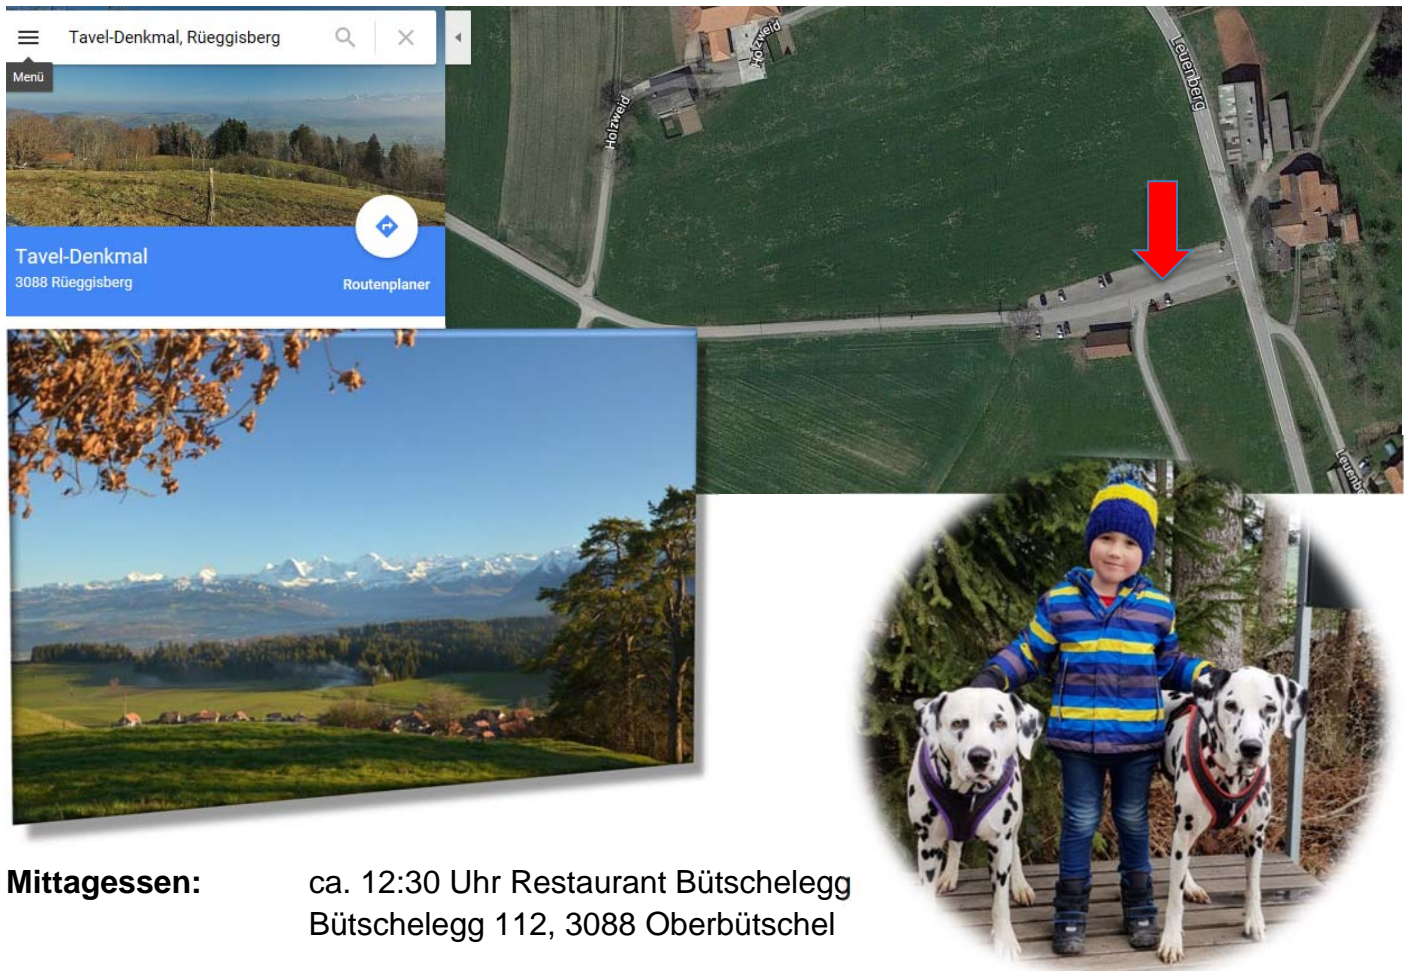 Tavel-Denkmal, Rüeggisberg
Menü
Tavel-Denkmal
3088 Rüeggisberg
Routenplaner
Holzweid
Holzweid
Leuenberg
Leuenbe
Mittagessen: ca. 12:30 Uhr Restaurant Bütschelegg
Bütschelegg 112, 3088 Oberbütschel